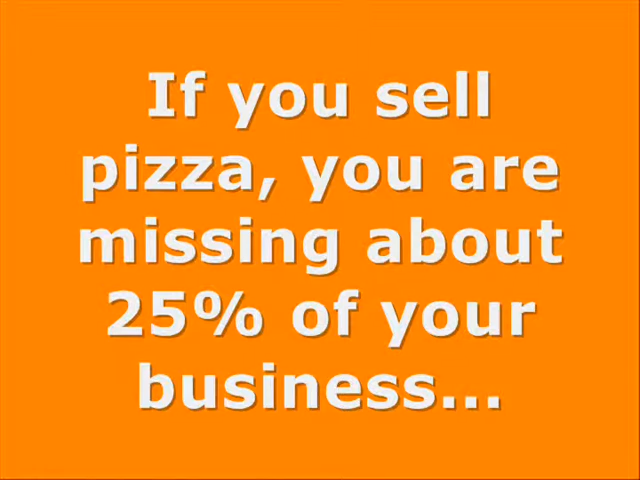 If you sell
pizza, you are
missing about
25% of your
business...